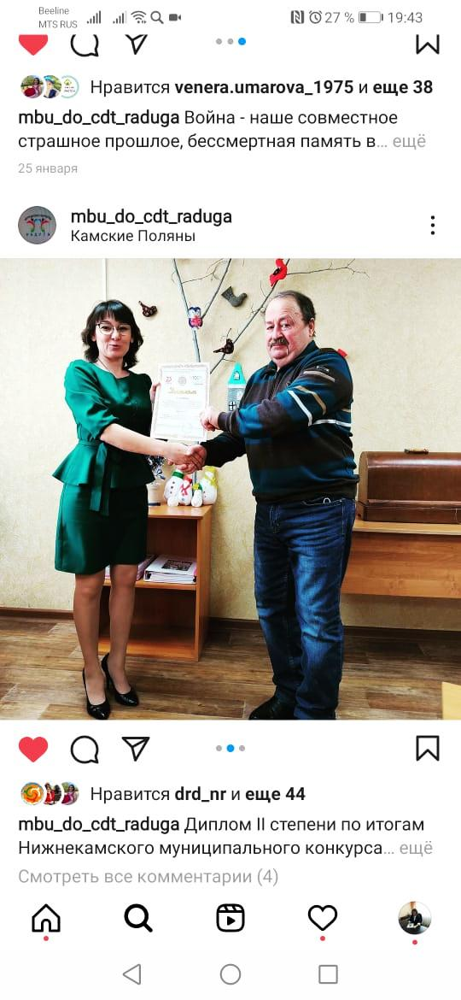 Beeline
MTS RUS
27 %
19:43
Нравится venera.umarova_1975 и еще 38
mbu_do_cdt_raduga Война - наше совместное
страшное прошлое, бессмертная память в... ещё
25 января
mbu_do_cdt_raduga
Камские Поляны
Нравится drd_nr и еще 44
mbu_do_cdt_raduga Диплом II степени по итогам
Нижнекамского муниципального конкурса... ещё
Смотреть все комментарии (4)